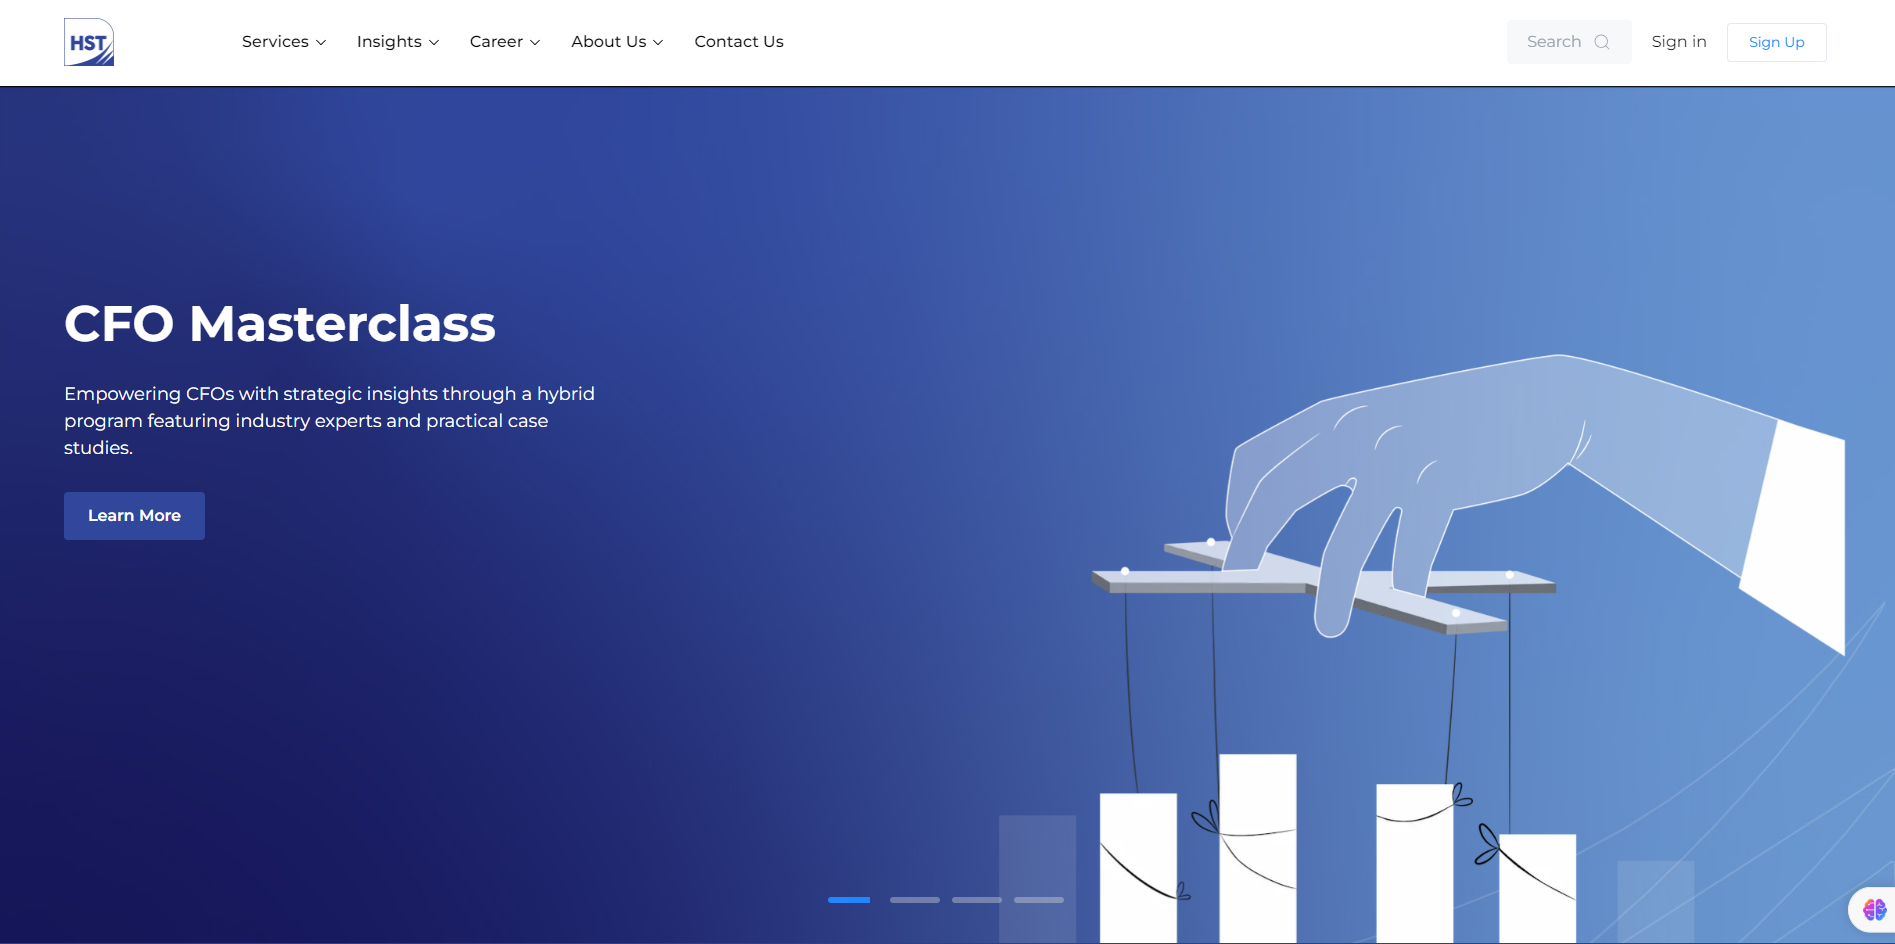 HST
Services
Insights
Career
About Us
Contact Us
Search
Sign in
Sign Up
CFO Masterclass
Empowering CFOs with strategic insights through a hybrid
program featuring industry experts and practical case
studies.
Learn More